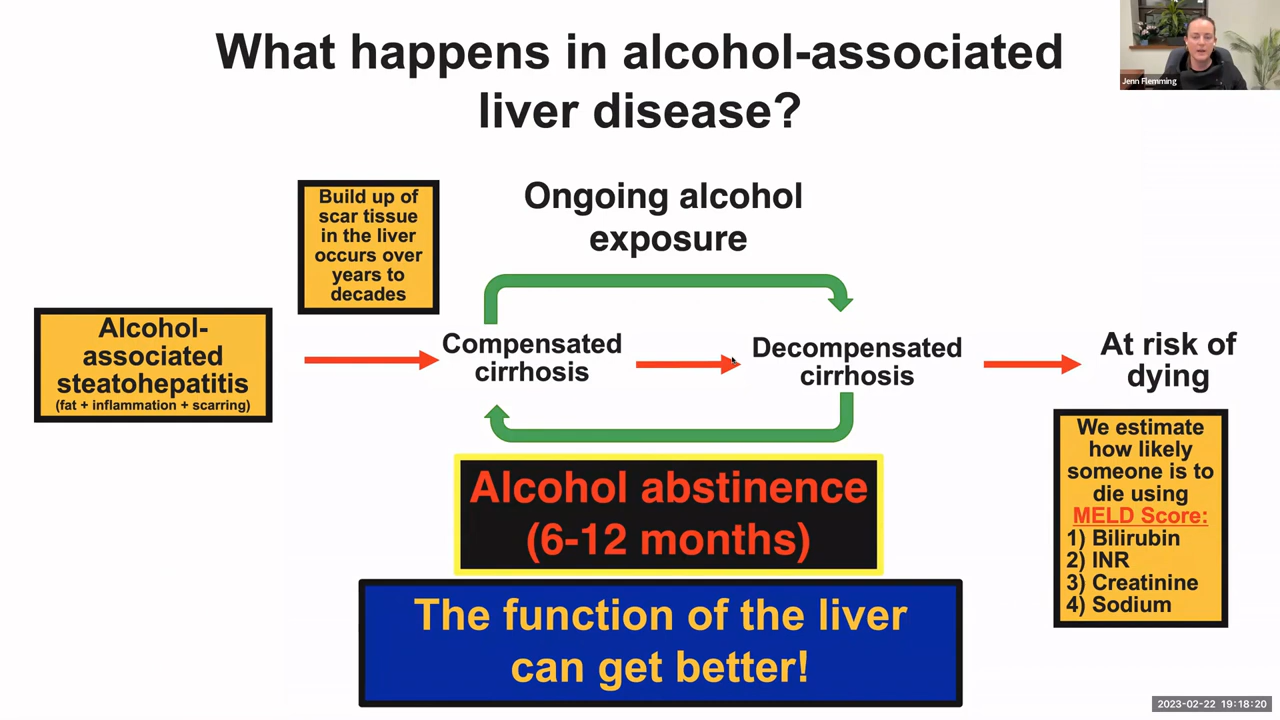 What happens in alcohol-associated
liver disease?
Jenn Flemming
Build up of
scar tissue
in the liver
occurs over
years to
decades
Ongoing alcohol
exposure
Alcohol-
associated
steatohepatitis
(fat + inflammation + scarring)
Compensated
cirrhosis
Decompensated
cirrhosis
At risk of
dying
We estimate
how likely
someone is to
die using
MELD Score:
1) Bilirubin
2) INR
3) Creatinine
4) Sodium
Alcohol abstinence
(6-12 months)
The function of the liver
can get better!
2023-02-22 19:18:20